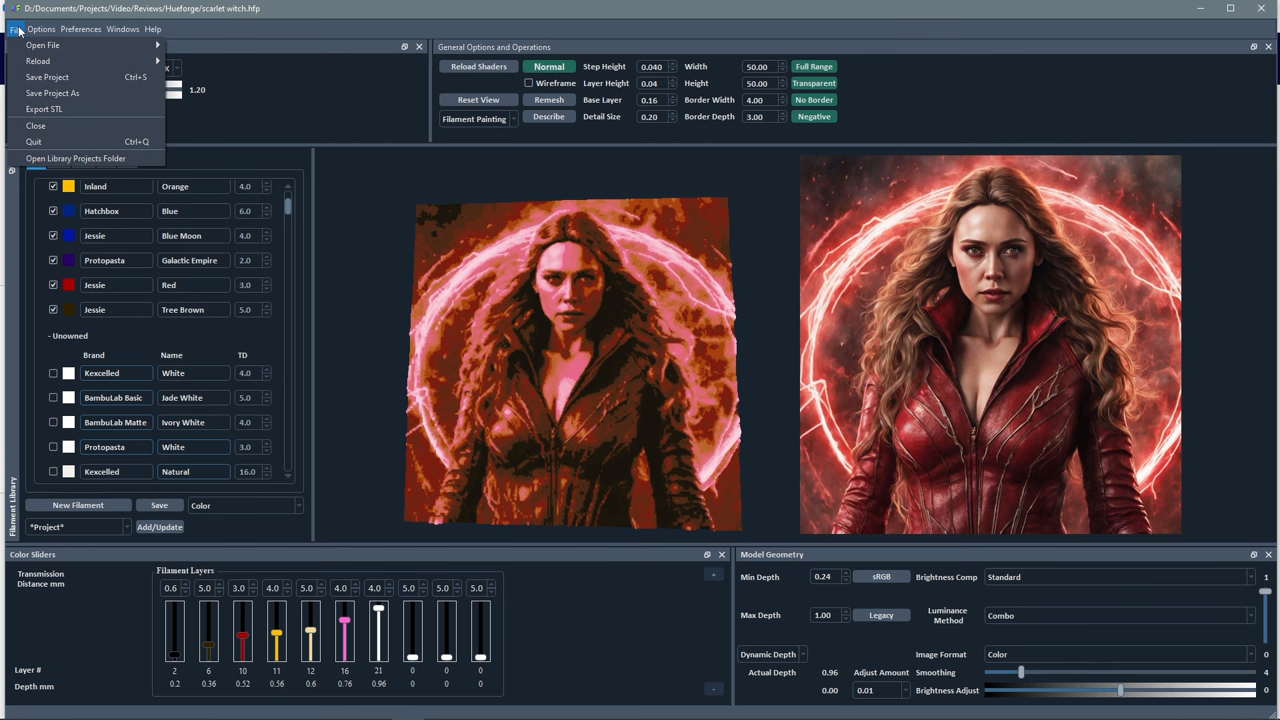 D:/Documents/Projects/Video/Reviews/Hueforge/scarlet witch.hfp
File Options Preferences Windows Help
Open File
Reload
Save Project Ctrl+S
Save Project As
Export STL
Close
Quit Ctrl+Q
Open Library Projects Folder
1.20
General Options and Operations
Reload Shaders Normal Step Height 0.040 Width 50.00 Full Range
Wireframe Layer Height 0.04 Height 50.00 Transparent
Reset View Remesh Base Layer 0.16 Border Width 4.00 No Border
Filament Painting Describe Detail Size 0.20 Border Depth 3.00 Negative
Inland Orange 4.0
Hatchbox Blue 6.0
Jessie Blue Moon 4.0
Protopasta Galactic Empire 2.0
Jessie Red 3.0
Jessie Tree Brown 5.0
- Unowned
Brand Name TD
Kexcelled White 4.0
BambuLab Basic Jade White 5.0
BambuLab Matte Ivory White 4.0
Protopasta White 3.0
Kexcelled Natural 16.0
Filament Library
New Filament Save Color
*Project* Add/Update
Color Sliders
Transmission
Distance mm
Filament Layers
0.6 5.0 3.0 4.0 5.0 4.0 4.0 5.0 5.0 5.0
Layer # 2 6 10 11 12 16 21 0 0 0
Depth mm 0.2 0.36 0.52 0.56 0.6 0.76 0.96 0 0 0
+
-
Model Geometry
Min Depth 0.24 sRGB Brightness Comp Standard 1
Max Depth 1.00 Legacy Luminance Method Combo
Dynamic Depth Image Format Color 0
Actual Depth 0.96 Adjust Amount Smoothing 4
0.00 0.01 Brightness Adjust 0